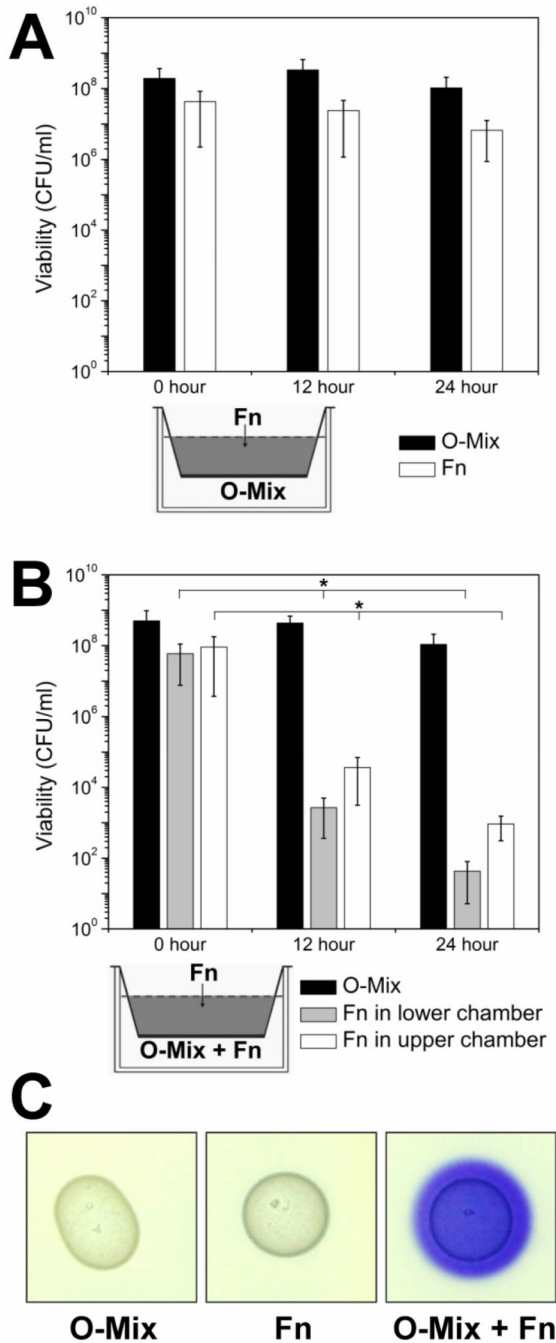 A
10^10
10^8
10^6
10^4
10^2
10^0
Viability (CFU/ml)
0 hour 12 hour 24 hour
Fn
O-Mix
O-Mix
Fn
B
* 
*
10^10
10^8
10^6
10^4
10^2
10^0
Viability (CFU/ml)
0 hour 12 hour 24 hour
Fn
O-Mix + Fn
O-Mix
Fn in lower chamber
Fn in upper chamber
C
O-Mix Fn O-Mix + Fn